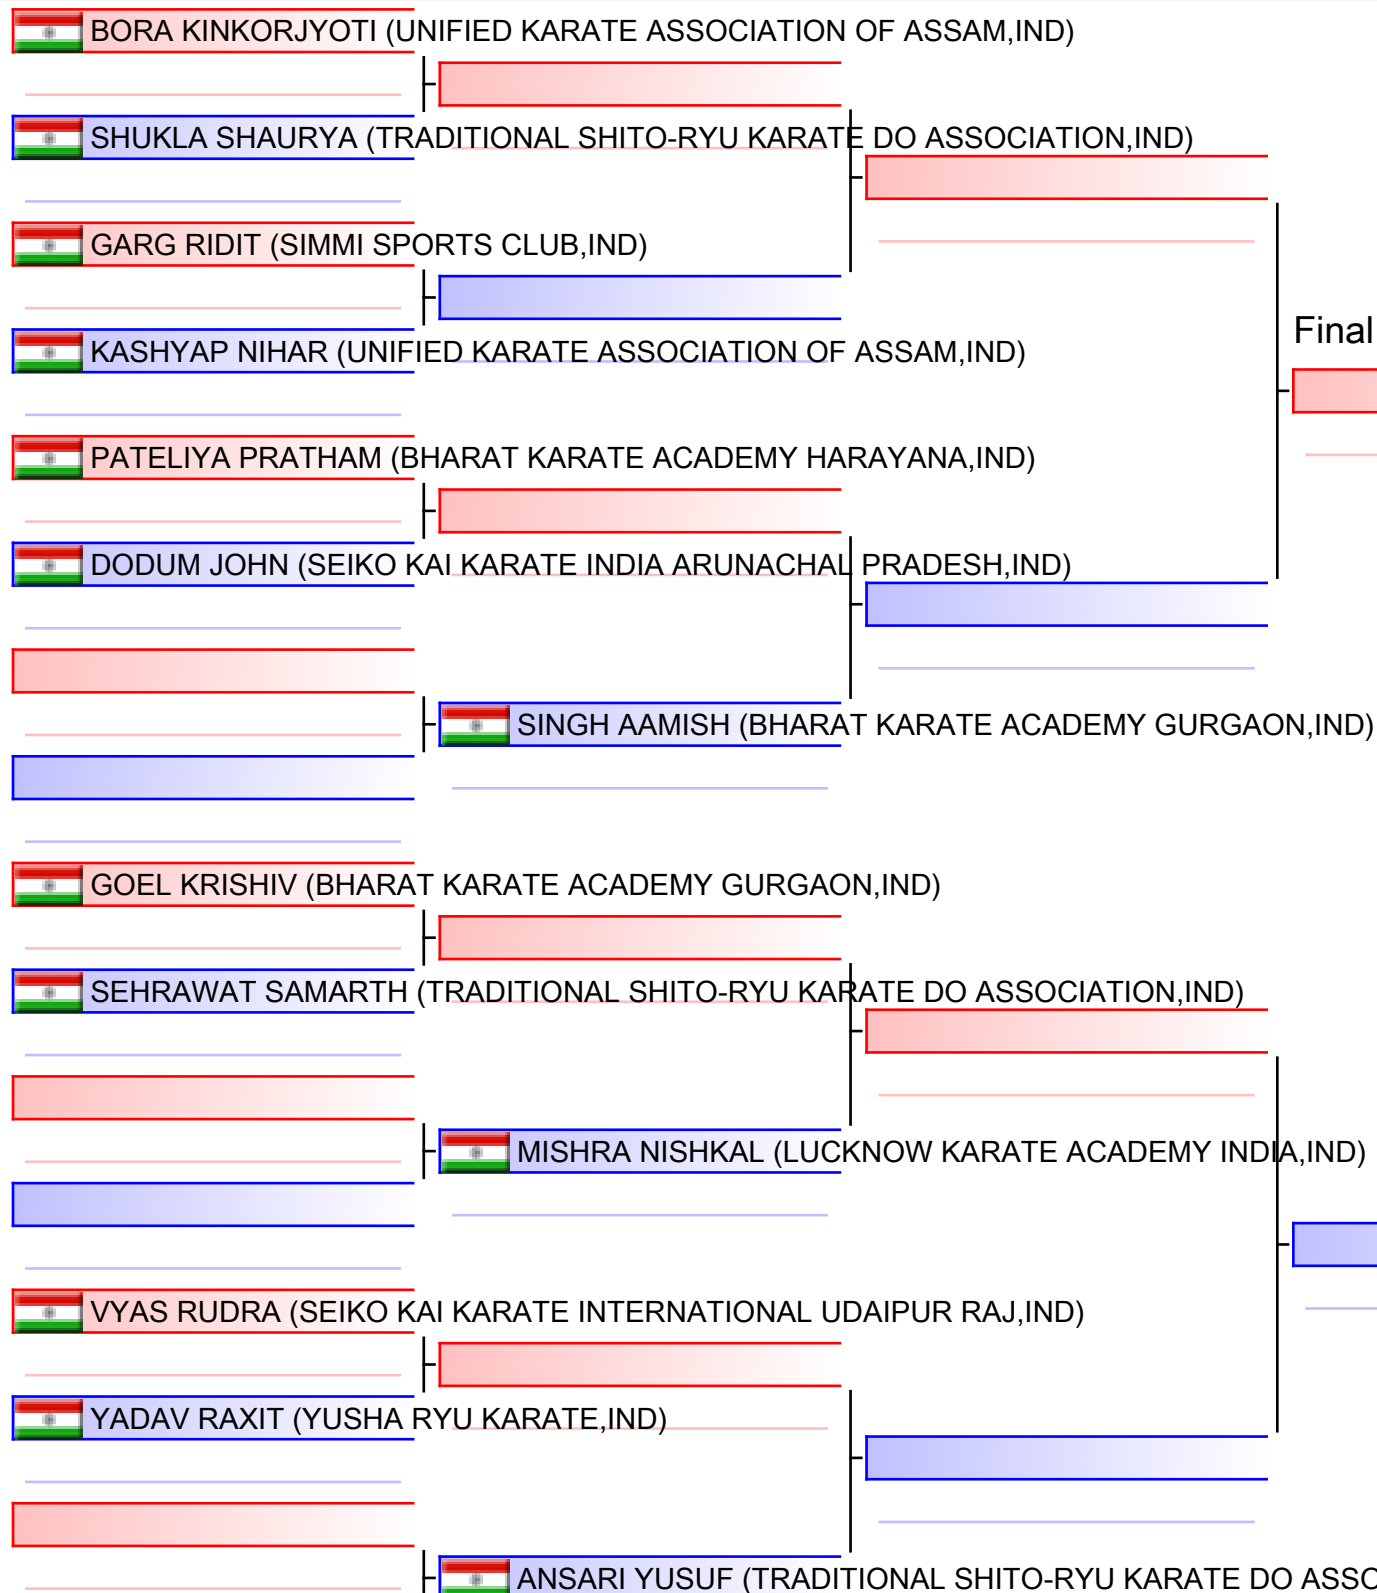 BORA KINKORJYOTI (UNIFIED KARATE ASSOCIATION OF ASSAM,IND)
SHUKLA SHAURYA (TRADITIONAL SHITO-RYU KARATE DO ASSOCIATION,IND)
GARG RIDIT (SIMMI SPORTS CLUB,IND)
Final
KASHYAP NIHAR (UNIFIED KARATE ASSOCIATION OF ASSAM,IND)
PATELIYA PRATHAM (BHARAT KARATE ACADEMY HARAYANA,IND)
DODUM JOHN (SEIKO KAI KARATE INDIA ARUNACHAL PRADESH,IND)
SINGH AAMISH (BHARAT KARATE ACADEMY GURGAON,IND)
GOEL KRISHIV (BHARAT KARATE ACADEMY GURGAON,IND)
SEHRAWAT SAMARTH (TRADITIONAL SHITO-RYU KARATE DO ASSOCIATION,IND)
MISHRA NISHKAL (LUCKNOW KARATE ACADEMY INDIA,IND)
VYAS RUDRA (SEIKO KAI KARATE INTERNATIONAL UDAIPUR RAJ,IND)
YADAV RAXIT (YUSHA RYU KARATE,IND)
ANSARI YUSUF (TRADITIONAL SHITO-RYU KARATE DO ASSO